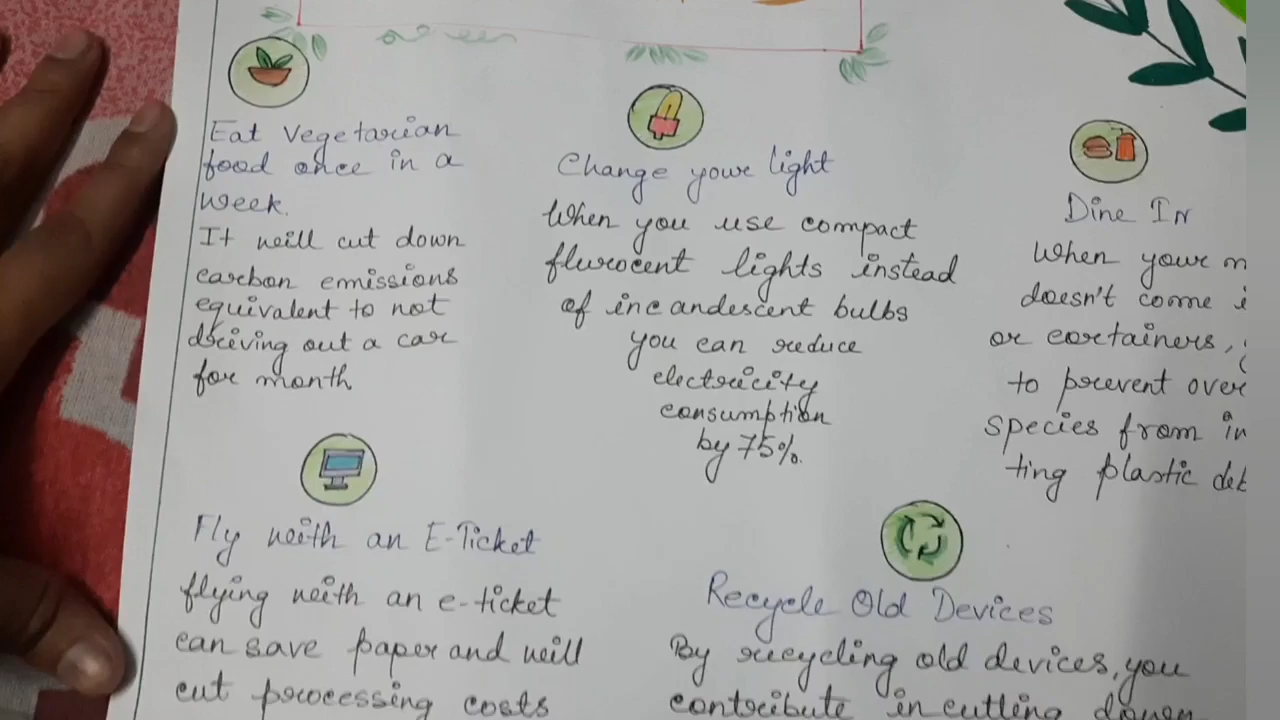 Eat Vegetarian
food once in a
week.
It will cut down
carbon emissions
equivalent to not
driving out a car
for month
Change your light
When you use compact
flurocent lights instead
of incandescent bulbs
you can reduce
electricity
consumption
by 75%.
Dine In
When your
doesn't come
or containers,
to prevent over
species from in
ting plastic deb
Fly with an E-Ticket
flying with an e-ticket
can save paper and will
cut processing costs
Recycle Old Devices
By recycling old devices, you
contribute in cutting down